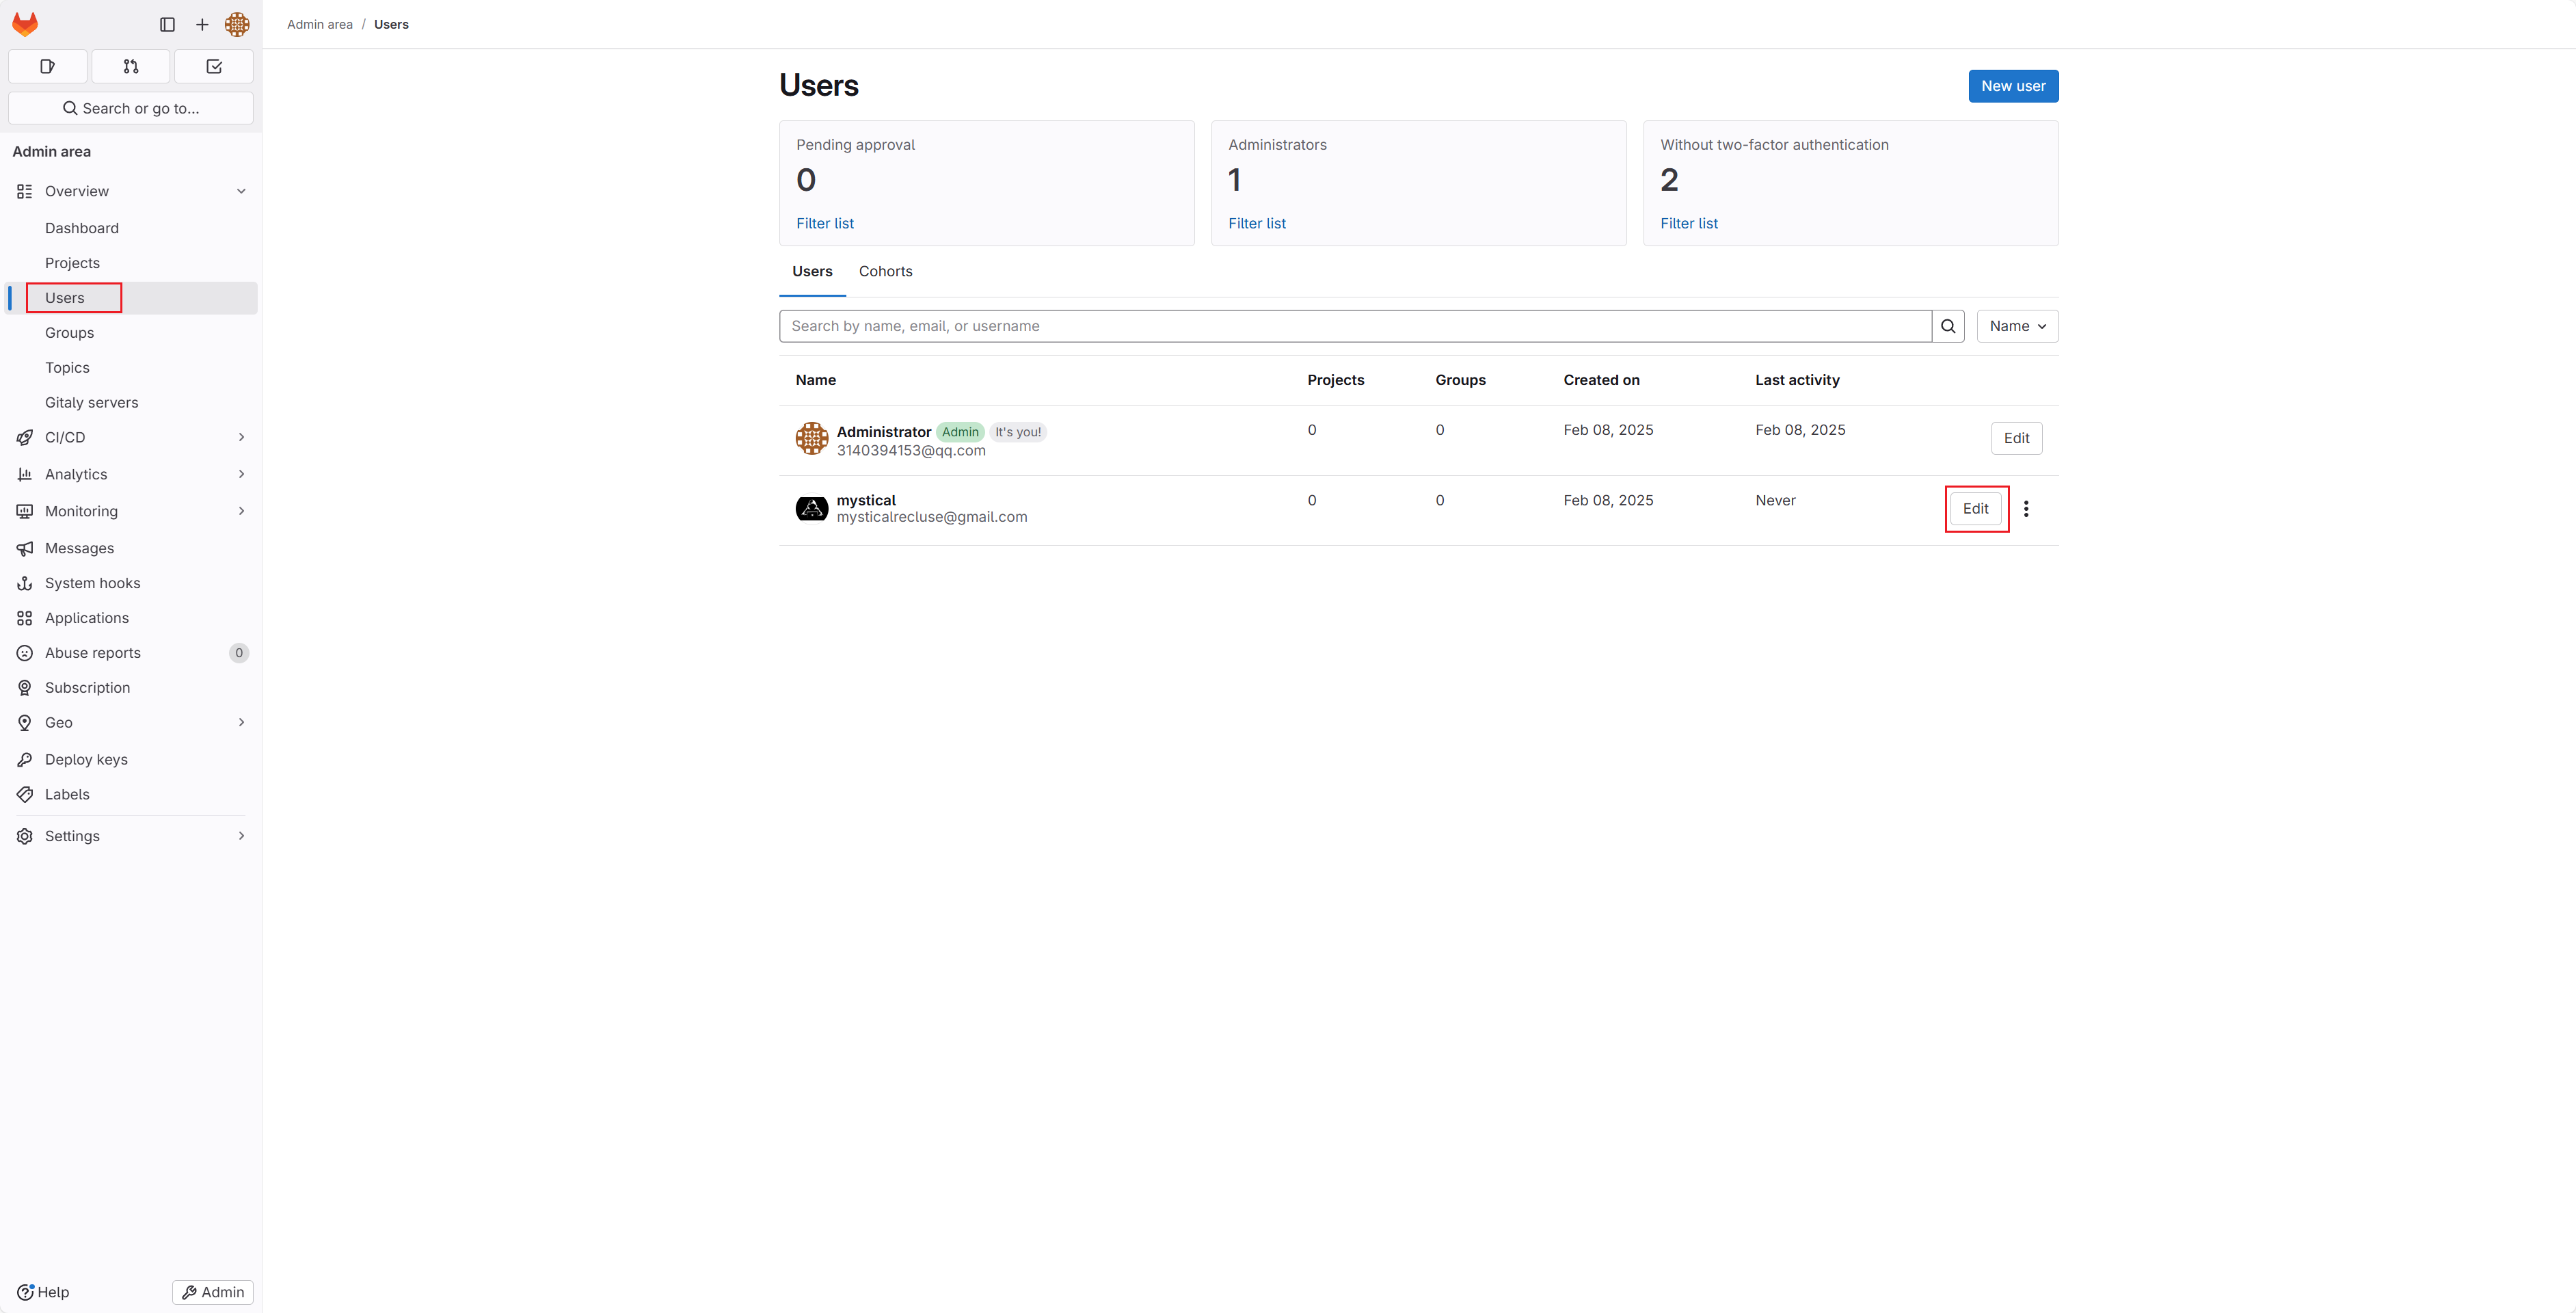 Admin area / Users
Search or go to...
Admin area
Overview
Dashboard
Projects
Users
Groups
Topics
Gitaly servers
CI/CD
Analytics
Monitoring
Messages
System hooks
Applications
Abuse reports 0
Subscription
Geo
Deploy keys
Labels
Settings
Help Admin
Users New user
Pending approval Administrators Without two-factor authentication
0 1 2
Filter list Filter list Filter list
Users Cohorts
Search by name, email, or username Name
Name Projects Groups Created on Last activity
Administrator Admin It's you! 0 0 Feb 08, 2025 Feb 08, 2025 Edit
3140394153@qq.com
mystical 0 0 Feb 08, 2025 Never Edit
mysticalrecluse@gmail.com